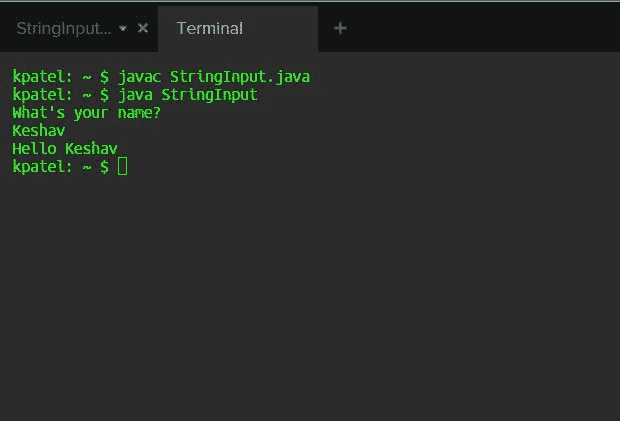 StringInput... Terminal
kpatel: ~ $ javac StringInput.java
kpatel: ~ $ java StringInput
What's your name?
Keshav
Hello Keshav
kpatel: ~ $